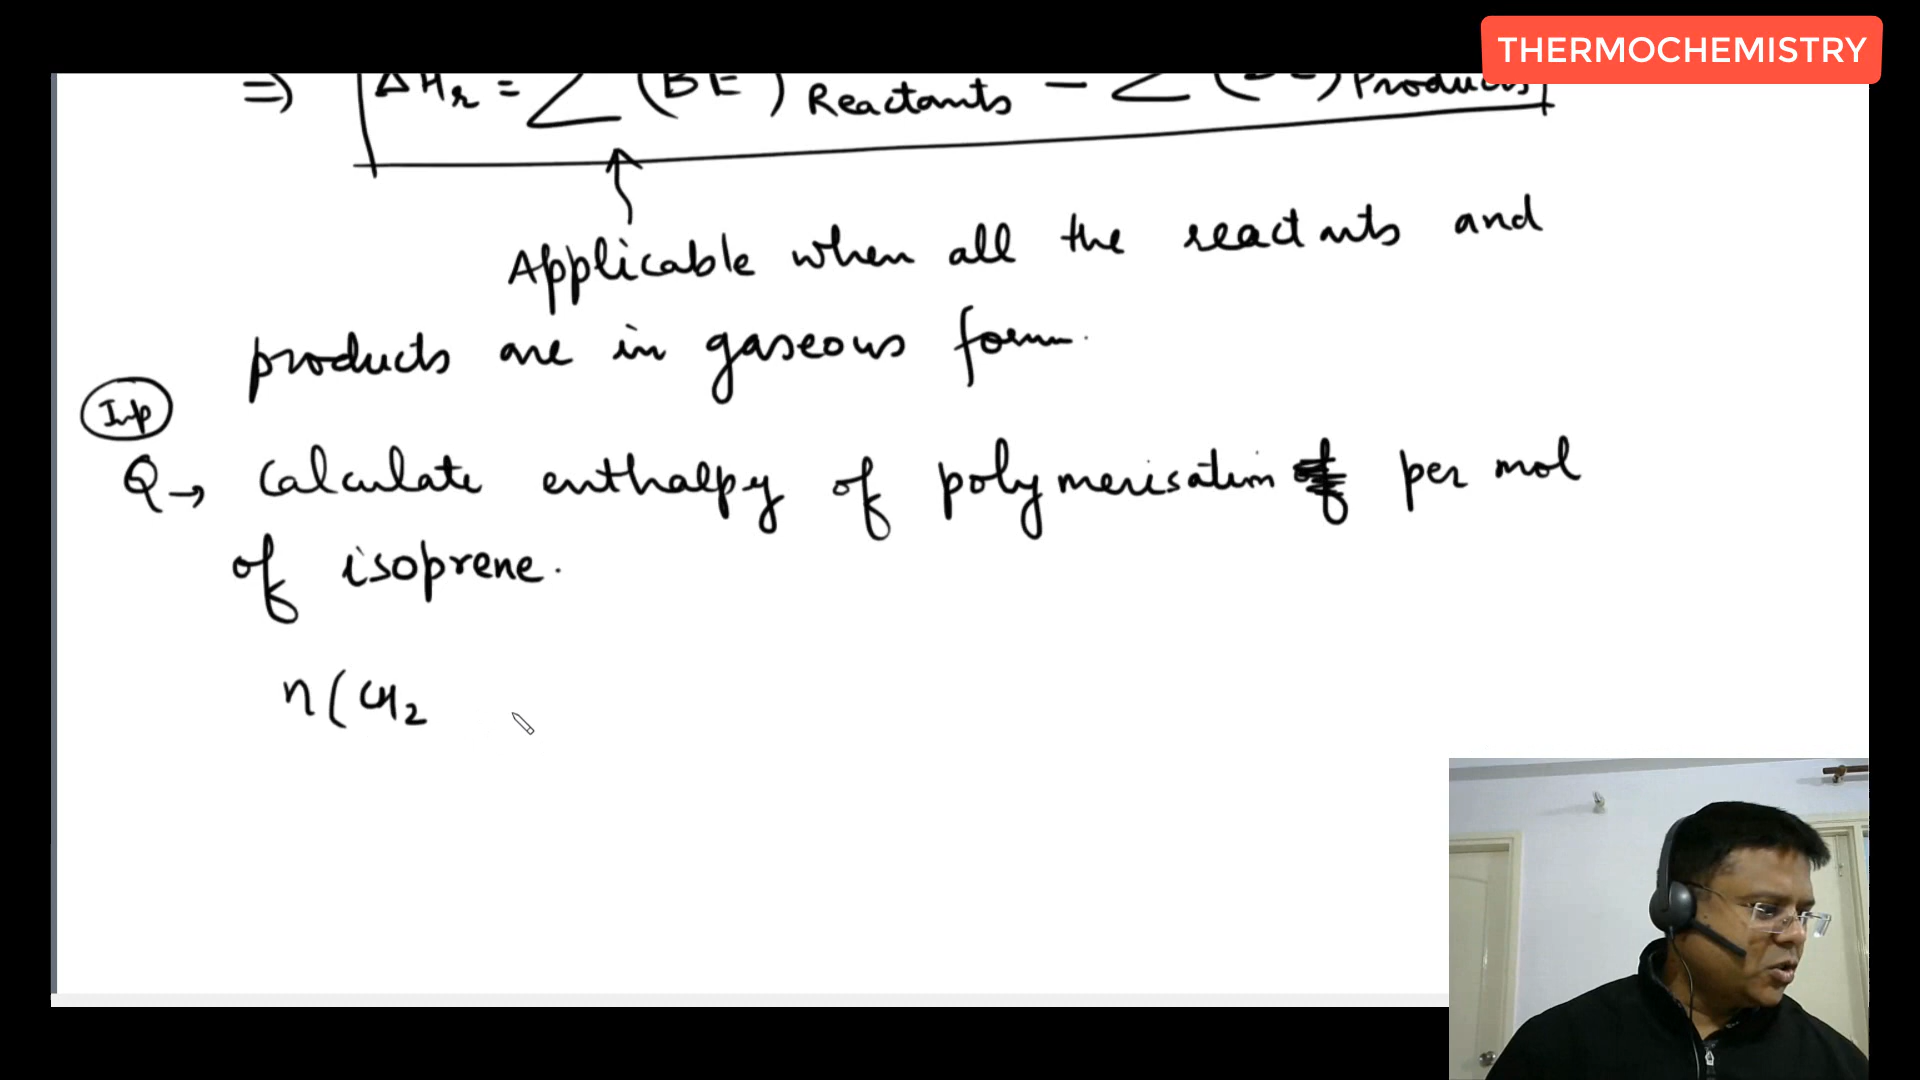 THERMOCHEMISTRY
⇒ ΔHr = Σ (BE) Reactants − Σ (BE) Products
Applicable when all the reactants and
products are in gaseous form.
Imp
Q → Calculate enthalpy of polymerisation per mol
of isoprene.
n(CH2